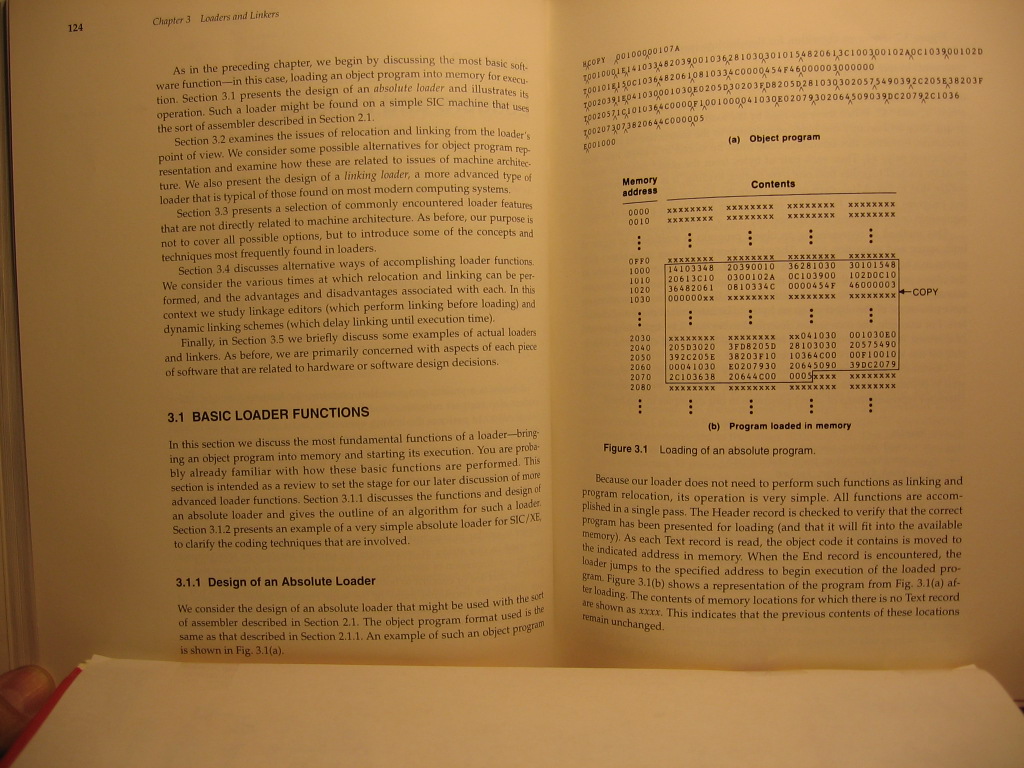 124
Chapter 3 Loaders and Linkers
As in the preceding chapter, we begin by discussing the most basic soft-
ware function—in this case, loading an object program into memory for execu-
tion. Section 3.1 presents the design of an absolute loader and illustrates its
operation. Such a loader might be found on a simple SIC machine that uses
the sort of assembler described in Section 2.1.
Section 3.2 examines the issues of relocation and linking from the loader's
point of view. We consider some possible alternatives for object program rep-
resentation and examine how these are related to issues of machine architec-
ture. We also present the design of a linking loader, a more advanced type of
loader that is typical of those found on most modern computing systems.
Section 3.3 presents a selection of commonly encountered loader features
that are not directly related to machine architecture. As before, our purpose is
not to cover all possible options, but to introduce some of the concepts and
techniques most frequently found in loaders.
Section 3.4 discusses alternative ways of accomplishing loader functions.
We consider the various times at which relocation and linking can be per-
formed, and the advantages and disadvantages associated with each. In this
context we study linkage editors (which perform linking before loading) and
dynamic linking schemes (which delay linking until execution time).
Finally, in Section 3.5 we briefly discuss some examples of actual loaders
and linkers. As before, we are primarily concerned with aspects of each piece
of software that are related to hardware or software design decisions.
3.1 BASIC LOADER FUNCTIONS
In this section we discuss the most fundamental functions of a loader—bring-
ing an object program into memory and starting its execution. You are proba-
bly already familiar with how these basic functions are performed. This
section is intended as a review to set the stage for our later discussion of more
advanced loader functions. Section 3.1.1 discusses the functions and design of
an absolute loader and gives the outline of an algorithm for such a loader.
Section 3.1.2 presents an example of a very simple absolute loader for SIC/XE,
to clarify the coding techniques that are involved.
3.1.1 Design of an Absolute Loader
We consider the design of an absolute loader that might be used with the sort
of assembler described in Section 2.1. The object program format used is the
same as that described in Section 2.1.1. An example of such an object program
is shown in Fig. 3.1(a).
HCOPY 00100000107A
T0010001E1410334820390010362810303010154820613C100300102A0C103900102D
T00101E150C10364820610810334C0000454F46000003000000
T0020391E041030001030E0205D30203FD8205D2810303020575490392C205E38203F
T0020571C1010364C0000F1001000041030E02079302064509039DC20792C1036
T002073073820644C000005
E001000
(a) Object program
Memory
address
Contents
0000 xxxxxxxx xxxxxxxx xxxxxxxx xxxxxxxx
0010 xxxxxxxx xxxxxxxx xxxxxxxx xxxxxxxx
0FF0 xxxxxxxx xxxxxxxx xxxxxxxx xxxxxxxx
1000 14103348 20390010 36281030 30101548
1010 20613C10 0300102A 0C103900 102D0C10
1020 36482061 0810334C 0000454F 46000003
1030 000000xx xxxxxxxx xxxxxxxx xxxxxxxx
COPY
2030 xxxxxxxx xxxxxxxx xx041030 001030E0
2040 205D3020 3FD8205D 28103030 20575490
2050 392C205E 38203F10 10364C00 00F10010
2060 00041030 E0207930 20645090 39DC2079
2070 2C103638 20644C00 0005xxxx xxxxxxxx
2080 xxxxxxxx xxxxxxxx xxxxxxxx xxxxxxxx
(b) Program loaded in memory
Figure 3.1 Loading of an absolute program.
Because our loader does not need to perform such functions as linking and
program relocation, its operation is very simple. All functions are accom-
plished in a single pass. The Header record is checked to verify that the correct
program has been presented for loading (and that it will fit into the available
memory). As each Text record is read, the object code it contains is moved to
the indicated address in memory. When the End record is encountered, the
loader jumps to the specified address to begin execution of the loaded pro-
gram. Figure 3.1(b) shows a representation of the program from Fig. 3.1(a) af-
ter loading. The contents of memory locations for which there is no Text record
are shown as xxxx. This indicates that the previous contents of these locations
remain unchanged.